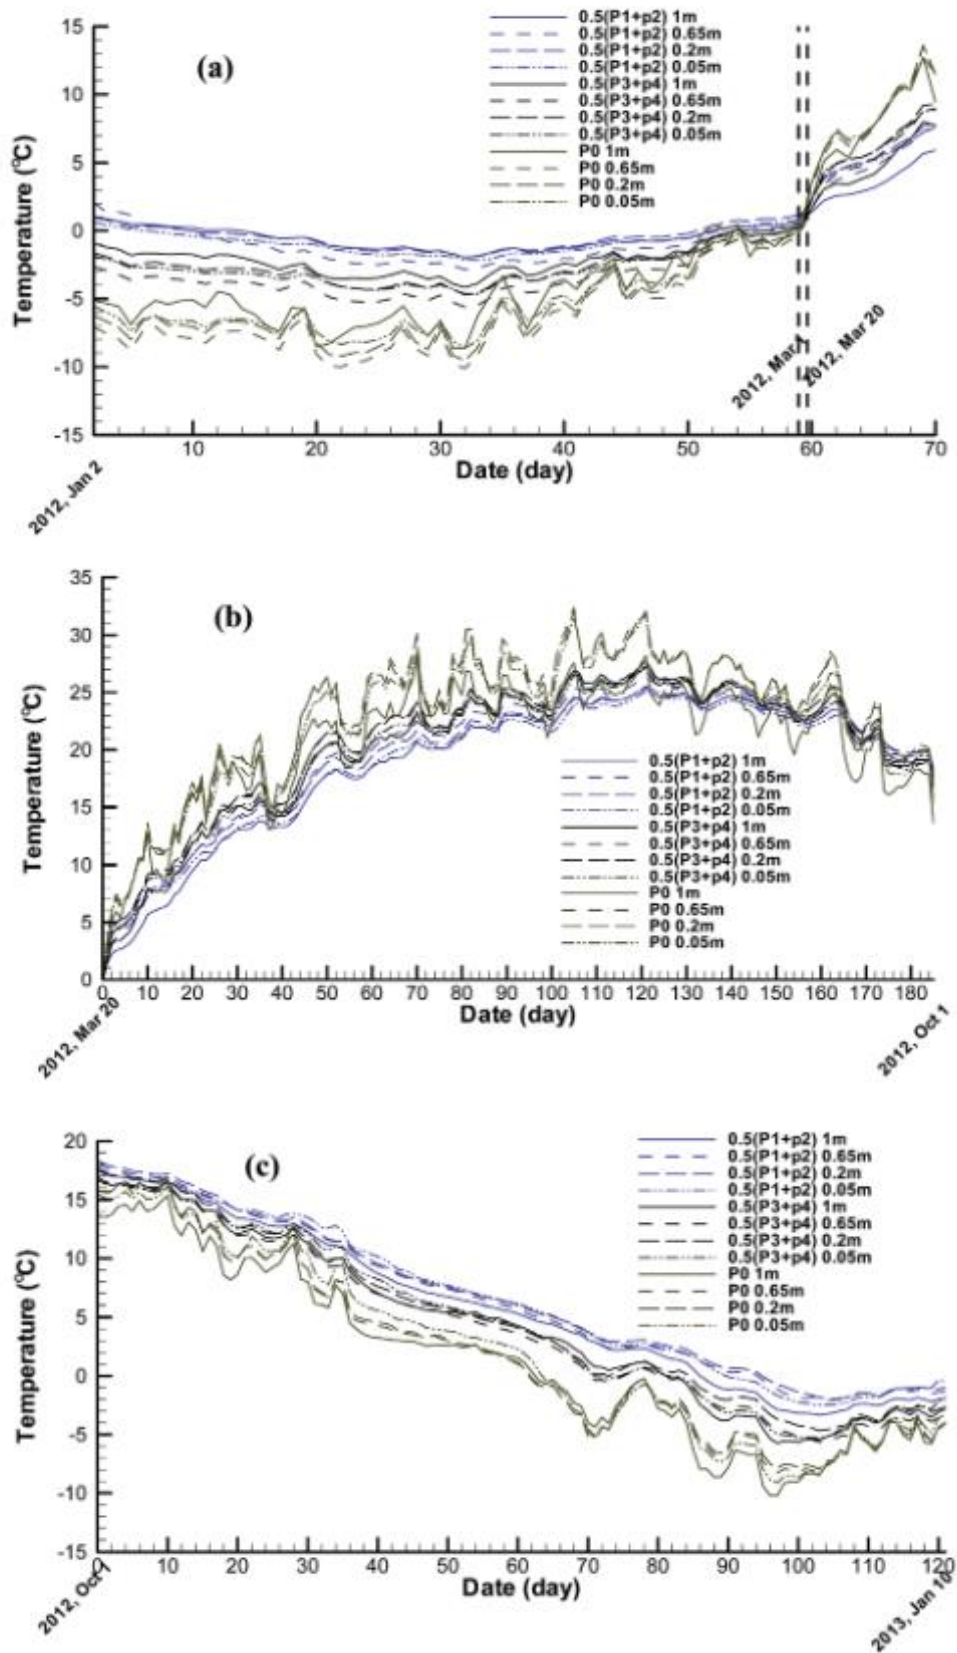 (a)
0.5(P1+p2) 1m
0.5(P1+p2) 0.65m
0.5(P1+p2) 0.2m
0.5(P1+p2) 0.05m
0.5(P3+p4) 1m
0.5(P3+p4) 0.65m
0.5(P3+p4) 0.2m
0.5(P3+p4) 0.05m
P0 1m
P0 0.65m
P0 0.2m
P0 0.05m
Temperature (℃)
15
10
5
0
-5
-10
-15
10 20 30 40 50 60 70
Date (day)
2012, Jan 2
2012, Mar
2012, Mar 20
(b)
Temperature (℃)
35
30
25
20
15
10
5
0
0.5(P1+p2) 1m
0.5(P1+p2) 0.65m
0.5(P1+p2) 0.2m
0.5(P1+p2) 0.05m
0.5(P3+p4) 1m
0.5(P3+p4) 0.65m
0.5(P3+p4) 0.2m
0.5(P3+p4) 0.05m
P0 1m
P0 0.65m
P0 0.2m
P0 0.05m
0 10 20 30 40 50 60 70 80 90 100 110 120 130 140 150 160 170 180
Date (day)
2012, Mar 20
2012, Oct 1
(c)
0.5(P1+p2) 1m
0.5(P1+p2) 0.65m
0.5(P1+p2) 0.2m
0.5(P1+p2) 0.05m
0.5(P3+p4) 1m
0.5(P3+p4) 0.65m
0.5(P3+p4) 0.2m
0.5(P3+p4) 0.05m
P0 1m
P0 0.65m
P0 0.2m
P0 0.05m
Temperature (℃)
20
15
10
5
0
-5
-10
-15
0 10 20 30 40 50 60 70 80 90 100 110 120
Date (day)
2012, Oct 1
2013, Jan 10